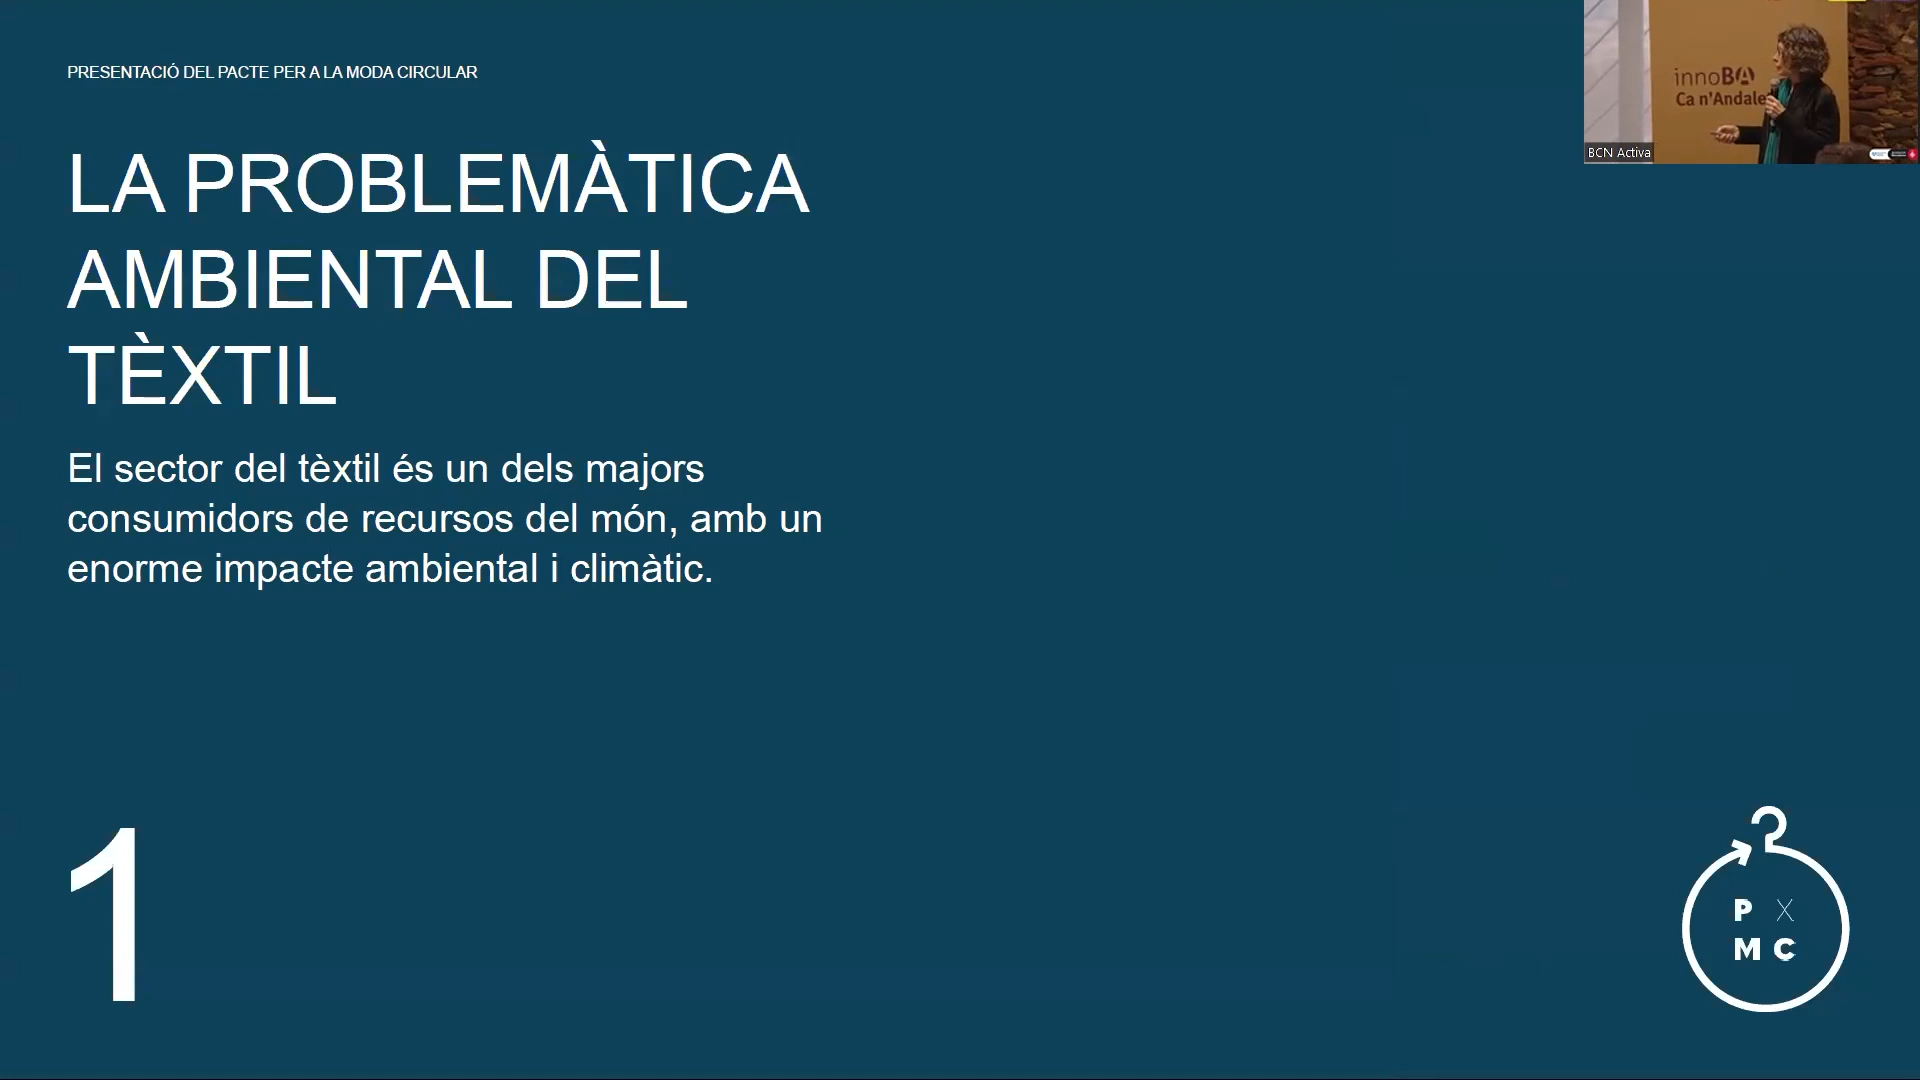 PRESENTACIÓ DEL PACTE PER A LA MODA CIRCULAR
LA PROBLEMÀTICA
AMBIENTAL DEL
TÈXTIL
El sector del tèxtil és un dels majors
consumidors de recursos del món, amb un
enorme impacte ambiental i climàtic.
1
P X
M C
innoBA
Ca n'Andale
BCN Activa